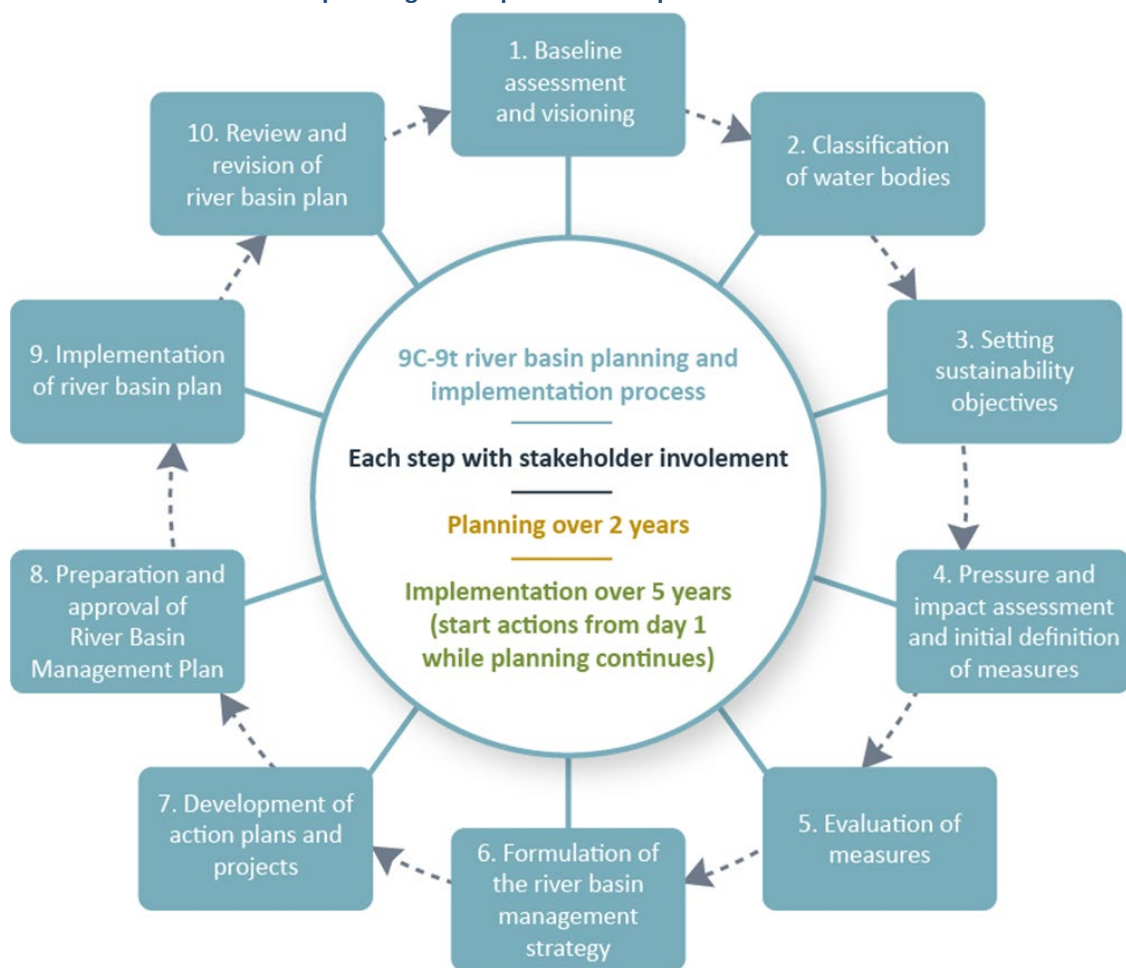 1. Baseline
assessment
and visioning
2. Classification
of water bodies
3. Setting
sustainability
objectives
4. Pressure and
impact assessment
and initial definition
of measures
5. Evaluation of
measures
6. Formulation of
the river basin
management
strategy
7. Development of
action plans and
projects
8. Preparation and
approval of
River Basin
Management Plan
9. Implementation
of river basin plan
10. Review and
revision of
river basin plan
9C-9t river basin planning and
implementation process
Each step with stakeholder involement
Planning over 2 years
Implementation over 5 years
(start actions from day 1
while planning continues)